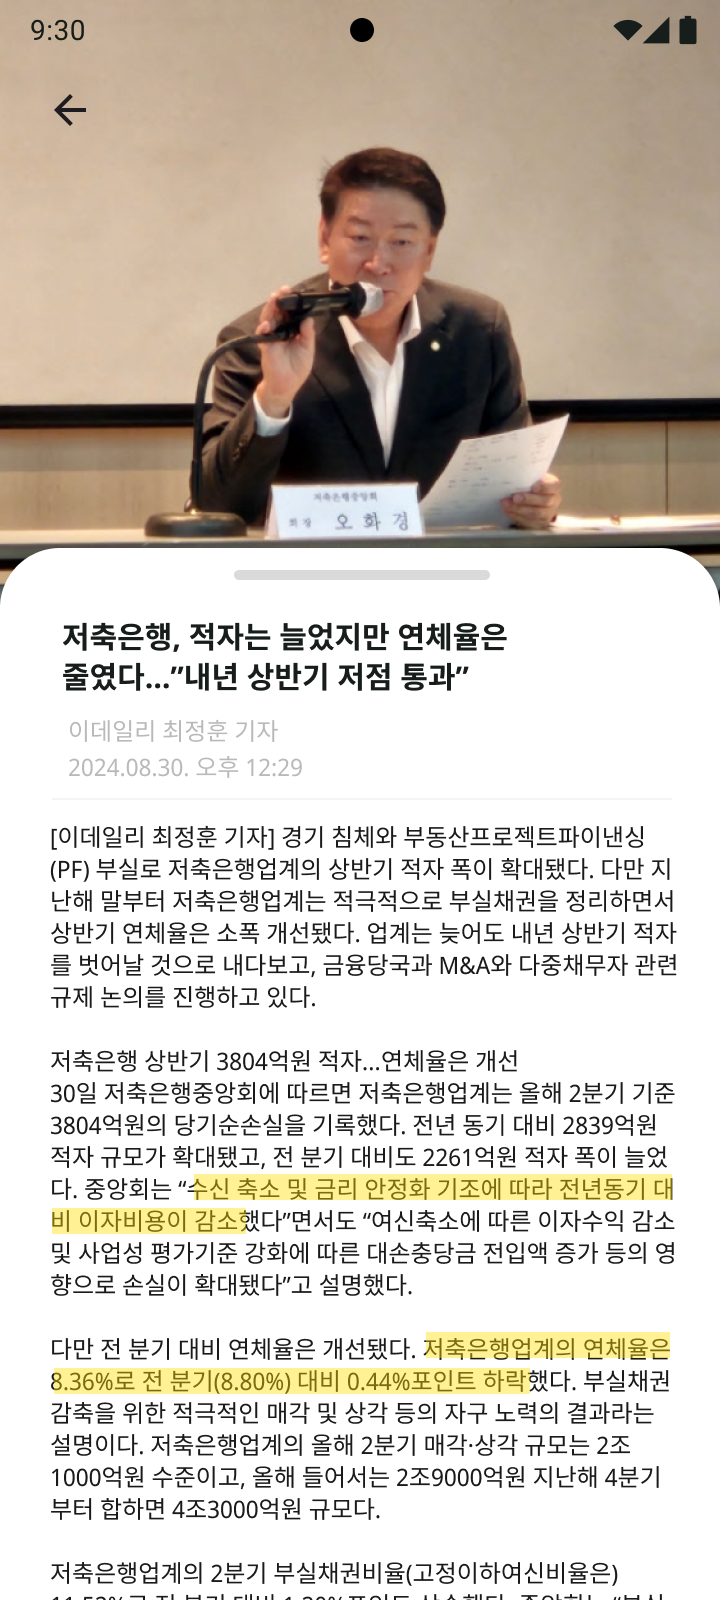 9:30
저축은행중앙회
회장 오화경
저축은행, 적자는 늘었지만 연체율은
줄였다...”내년 상반기 저점 통과”
이데일리 최정훈 기자
2024.08.30. 오후 12:29
[이데일리 최정훈 기자] 경기 침체와 부동산프로젝트파이낸싱
(PF) 부실로 저축은행업계의 상반기 적자 폭이 확대됐다. 다만 지
난해 말부터 저축은행업계는 적극적으로 부실채권을 정리하면서
상반기 연체율은 소폭 개선됐다. 업계는 늦어도 내년 상반기 적자
를 벗어날 것으로 내다보고, 금융당국과 M&A와 다중채무자 관련
규제 논의를 진행하고 있다.
저축은행 상반기 3804억원 적자...연체율은 개선
30일 저축은행중앙회에 따르면 저축은행업계는 올해 2분기 기준
3804억원의 당기순손실을 기록했다. 전년 동기 대비 2839억원
적자 규모가 확대됐고, 전 분기 대비도 2261억원 적자 폭이 늘었
다. 중앙회는 “수신 축소 및 금리 안정화 기조에 따라 전년동기 대
비 이자비용이 감소했다”면서도 “여신축소에 따른 이자수익 감소
및 사업성 평가기준 강화에 따른 대손충당금 전입액 증가 등의 영
향으로 손실이 확대됐다”고 설명했다.
다만 전 분기 대비 연체율은 개선됐다. 저축은행업계의 연체율은
8.36%로 전 분기(8.80%) 대비 0.44%포인트 하락했다. 부실채권
감축을 위한 적극적인 매각 및 상각 등의 자구 노력의 결과라는
설명이다. 저축은행업계의 올해 2분기 매각·상각 규모는 2조
1000억원 수준이고, 올해 들어서는 2조9000억원 지난해 4분기
부터 합하면 4조3000억원 규모다.
저축은행업계의 2분기 부실채권비율(고정이하여신비율은)